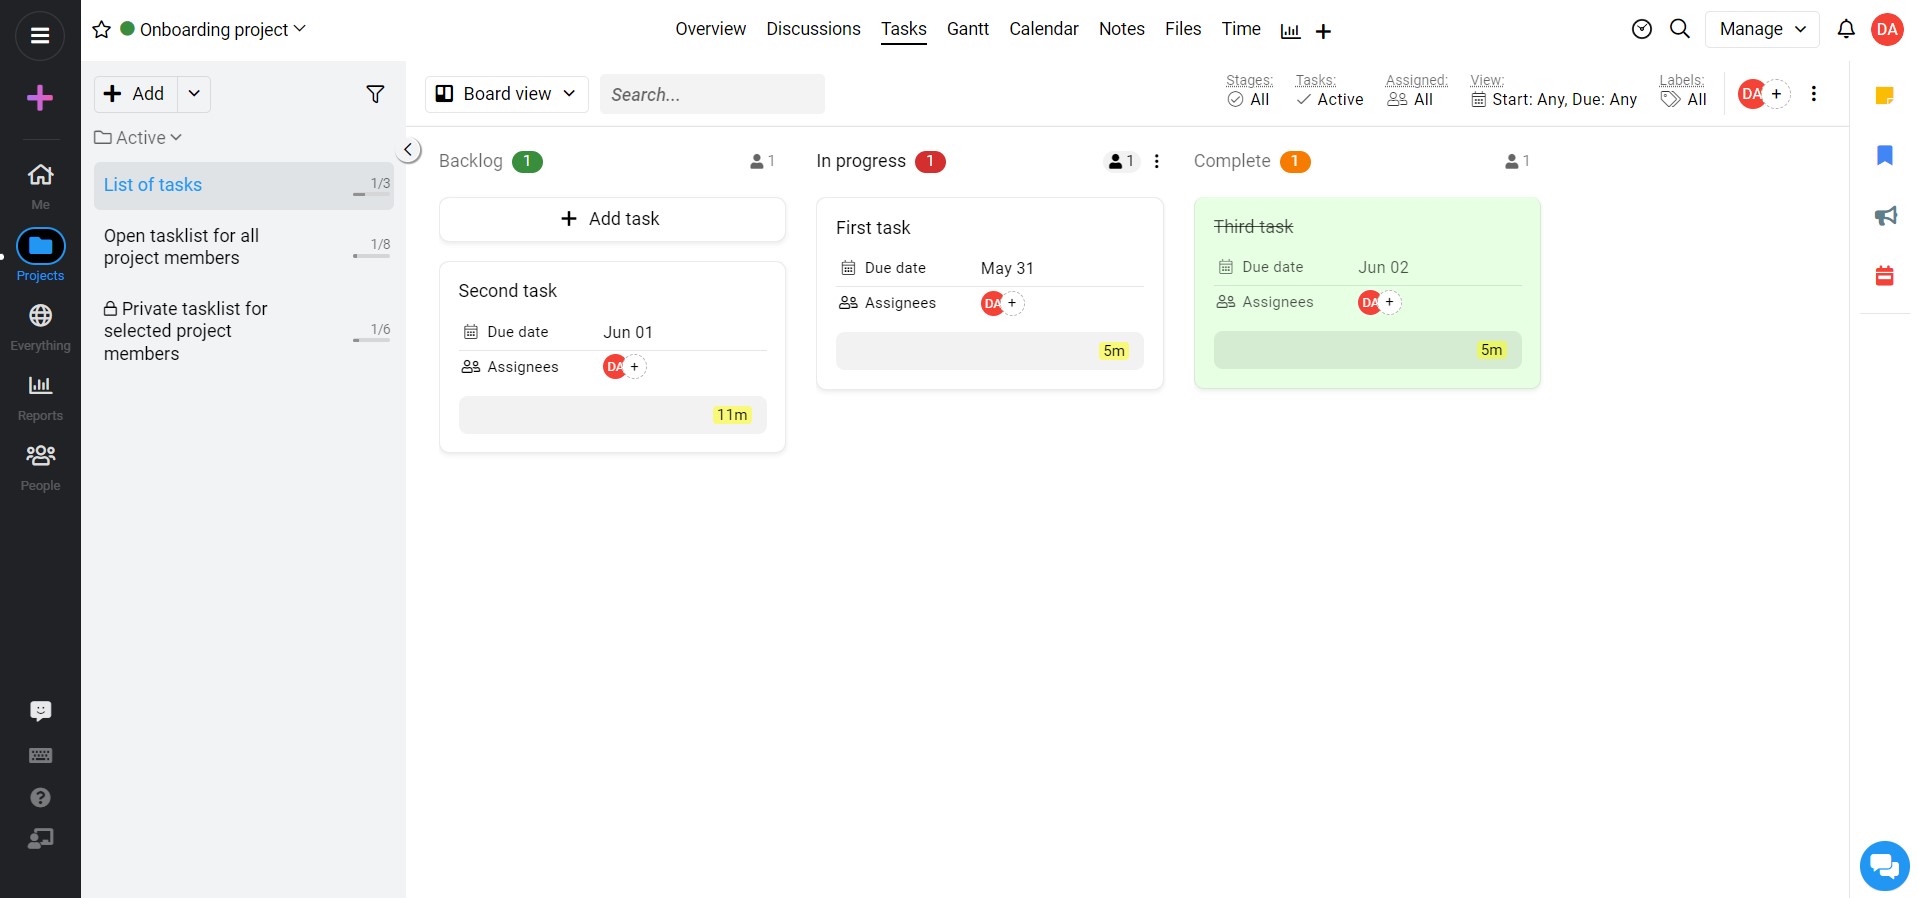 Onboarding project
Overview Discussions Tasks Gantt Calendar Notes Files Time
Manage
DA
Me
Projects
Everything
Reports
People
Add
Active
List of tasks 1/3
Open tasklist for all
project members
1/8
Private tasklist for
selected project
members
1/6
Board view
Search...
Stages:
All
Tasks:
Active
Assigned:
All
View:
Start: Any, Due: Any
Labels:
All
DA +
Backlog 1 1
Add task
Second task
Due date Jun 01
Assignees DA +
11m
In progress 1 1
First task
Due date May 31
Assignees DA +
5m
Complete 1 1
Third task
Due date Jun 02
Assignees DA +
5m